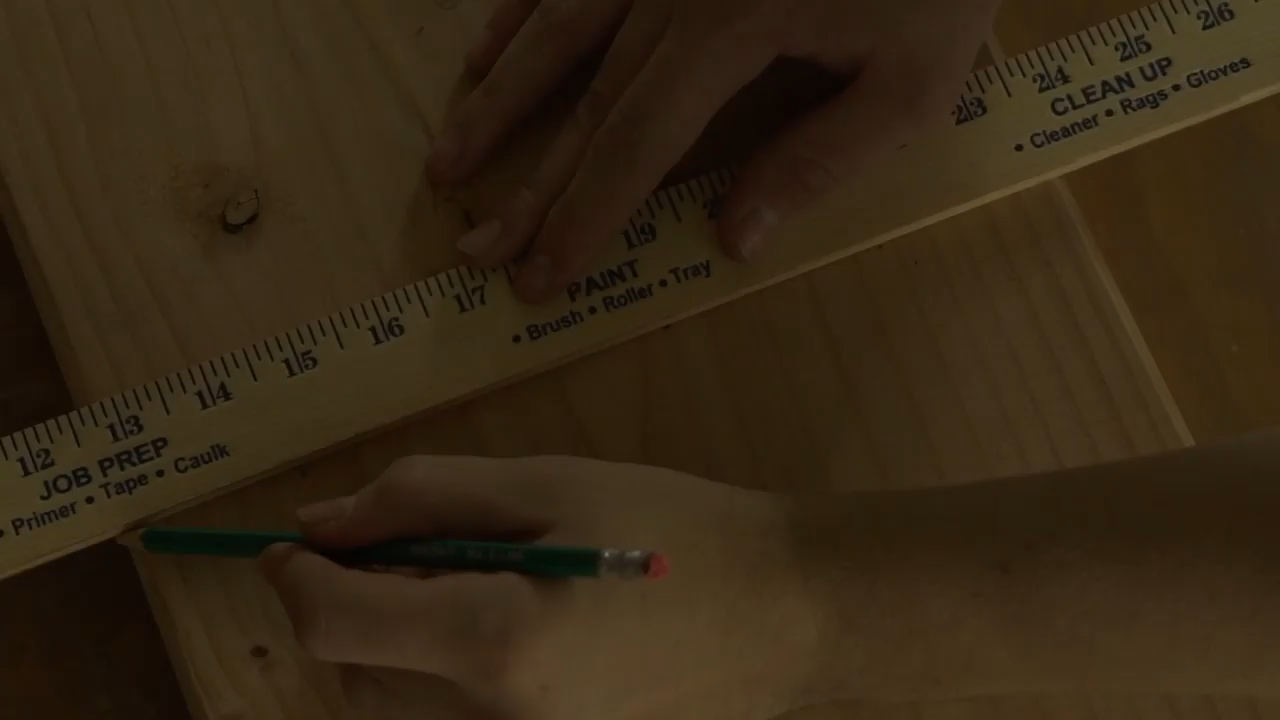 12 13 14 15 16 17 19 23 24 25 26
JOB PREP
• Primer • Tape • Caulk
PAINT
• Brush • Roller • Tray
CLEAN UP
• Cleaner • Rags • Gloves